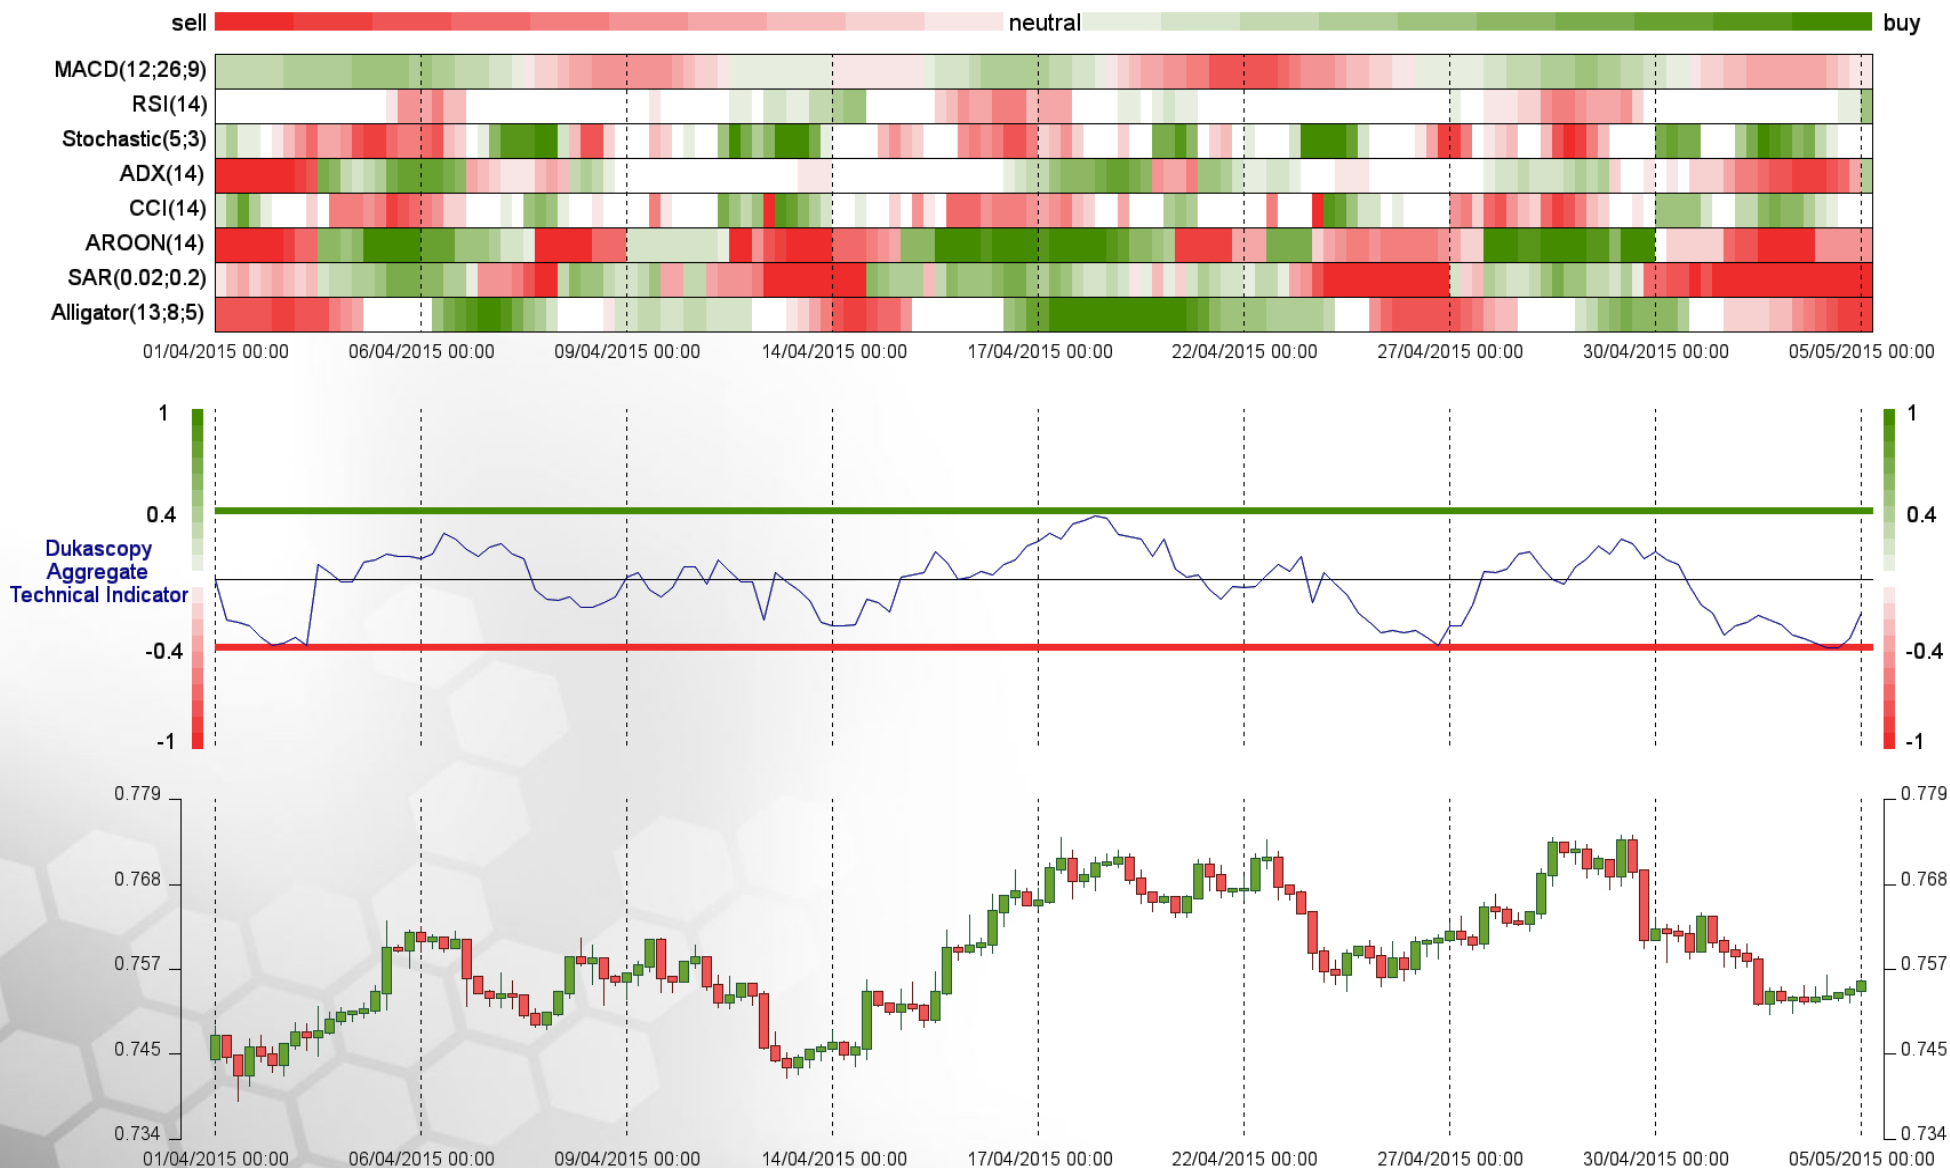 sell neutral buy
MACD(12;26;9)
RSI(14)
Stochastic(5;3)
ADX(14)
CCI(14)
AROON(14)
SAR(0.02;0.2)
Alligator(13;8;5)
01/04/2015 00:00 06/04/2015 00:00 09/04/2015 00:00 14/04/2015 00:00 17/04/2015 00:00 22/04/2015 00:00 27/04/2015 00:00 30/04/2015 00:00 05/05/2015 00:00
1 1
0.4 0.4
Dukascopy
Aggregate
Technical Indicator
-0.4 -0.4
-1 -1
0.779 0.779
0.768 0.768
0.757 0.757
0.745 0.745
0.734 0.734
01/04/2015 00:00 06/04/2015 00:00 09/04/2015 00:00 14/04/2015 00:00 17/04/2015 00:00 22/04/2015 00:00 27/04/2015 00:00 30/04/2015 00:00 05/05/2015 00:00